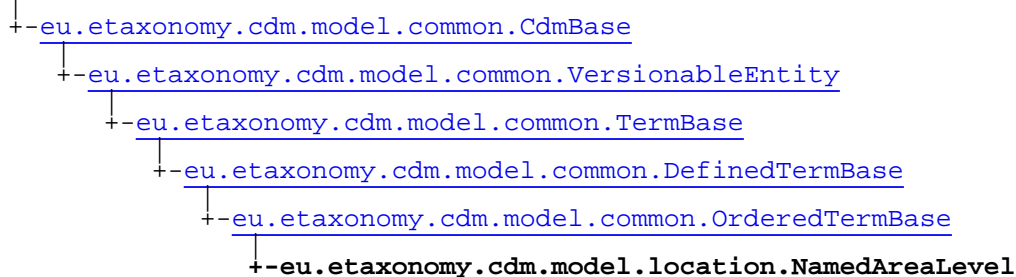 +-eu.etaxonomy.cdm.model.common.CdmBase
+-eu.etaxonomy.cdm.model.common.VersionableEntity
+-eu.etaxonomy.cdm.model.common.TermBase
+-eu.etaxonomy.cdm.model.common.DefinedTermBase
+-eu.etaxonomy.cdm.model.common.OrderedTermBase
+-eu.etaxonomy.cdm.model.location.NamedAreaLevel